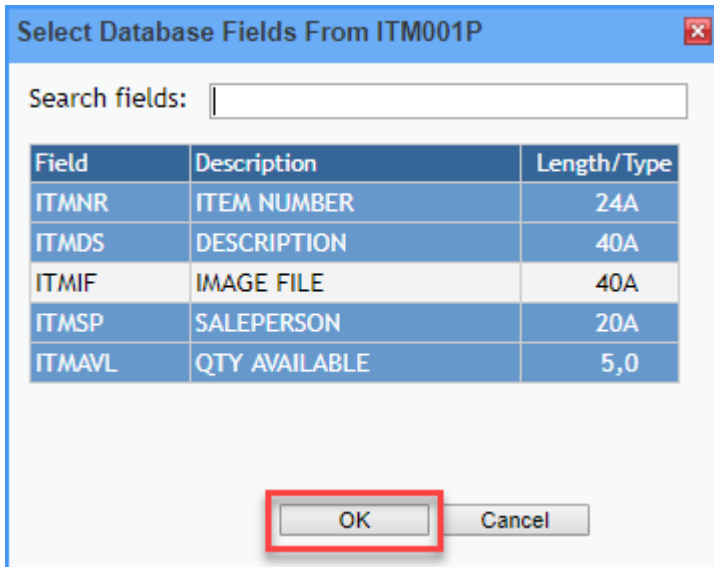 Select Database Fields From ITM001P
Search fields:
Field Description Length/Type
ITMNR ITEM NUMBER 24A
ITMDS DESCRIPTION 40A
ITMIF IMAGE FILE 40A
ITMSP SALEPERSON 20A
ITMAVL QTY AVAILABLE 5,0
OK Cancel